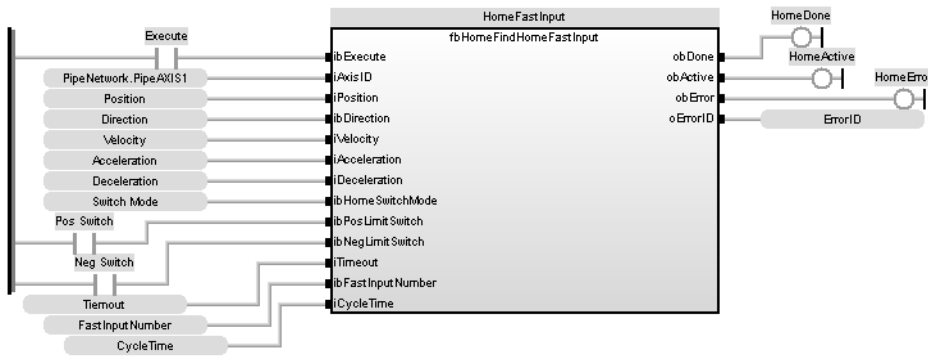 HomeFastInput
fbHomeFindHomeFastInput
Execute
ibExecute
PipeNetwork.PipeAXIS1
iAxisID
Position
iPosition
Direction
ibDirection
Velocity
iVelocity
Acceleration
iAcceleration
Deceleration
iDeceleration
Switch Mode
ibHomeSwitchMode
Pos Switch
ibPosLimitSwitch
Neg Switch
ibNegLimitSwitch
Tiemout
iTimeout
FastInputNumber
ibFastInputNumber
CycleTime
iCycleTime
obDone
HomeDone
obActive
HomeActive
obError
HomeErro
oErrorID
ErrorID